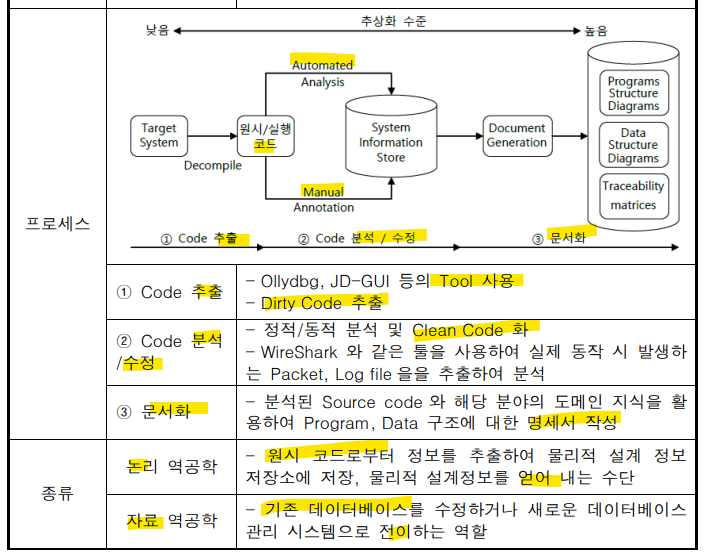 추상화 수준
낮음
높음
Automated
Analysis
Programs
Structure
Diagrams
Target
System
원시/실행
코드
System
Information
Store
Document
Generation
Data
Structure
Diagrams
Decompile
Manual
Annotation
Traceability
matrices
프로세스
① Code 추출
② Code 분석 / 수정
③ 문서화
① Code 추출
- Ollydbg, JD-GUI 등의 Tool 사용
- Dirty Code 추출
② Code 분석
/수정
- 정적/동적 분석 및 Clean Code 화
- WireShark 와 같은 툴을 사용하여 실제 동작 시 발생하
는 Packet, Log file 을을 추출하여 분석
③ 문서화
- 분석된 Source code 와 해당 분야의 도메인 지식을 활
용하여 Program, Data 구조에 대한 명세서 작성
종류
논리 역공학
- 원시 코드로부터 정보를 추출하여 물리적 설계 정보
저장소에 저장, 물리적 설계정보를 얻어 내는 수단
자료 역공학
- 기존 데이터베이스를 수정하거나 새로운 데이터베이스
관리 시스템으로 전이하는 역할